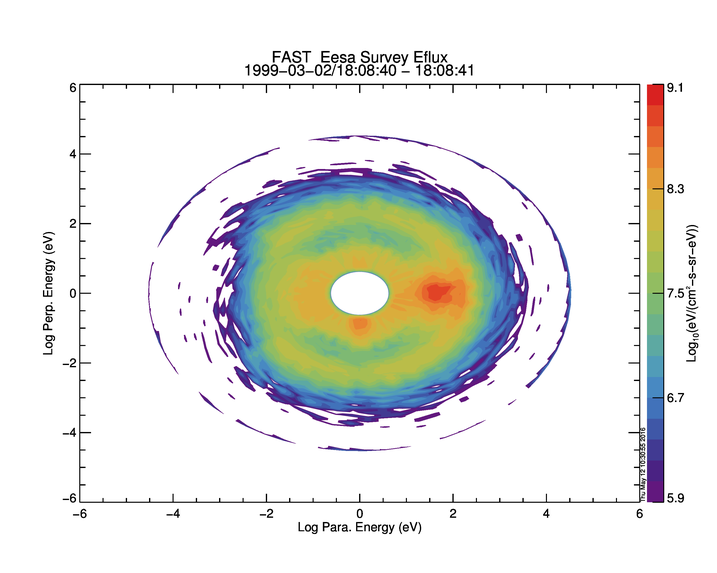 FAST Eesa Survey Eflux
1999-03-02/18:08:40 - 18:08:41
6
4
2
0
-2
-4
-6
Log Perp. Energy (eV)
-6 -4 -2 0 2 4 6
Log Para. Energy (eV)
9.1
8.3
7.5
6.7
5.9
Log10(eV/(cm2-s-sr-eV))